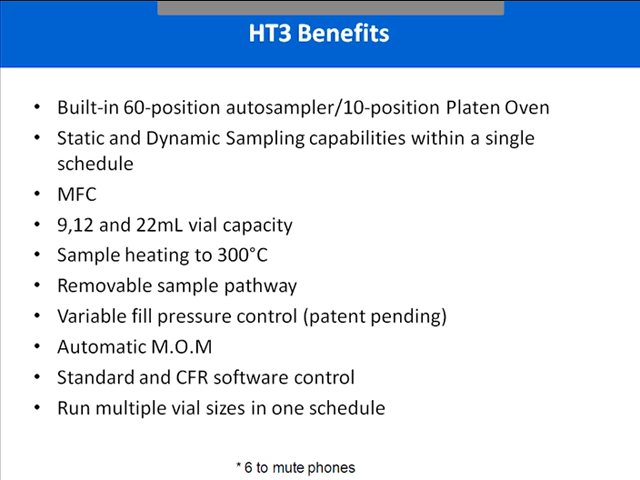 HT3 Benefits
• Built-in 60-position autosampler/10-position Platen Oven
• Static and Dynamic Sampling capabilities within a single
schedule
• MFC
• 9,12 and 22mL vial capacity
• Sample heating to 300°C
• Removable sample pathway
• Variable fill pressure control (patent pending)
• Automatic M.O.M
• Standard and CFR software control
• Run multiple vial sizes in one schedule
* 6 to mute phones